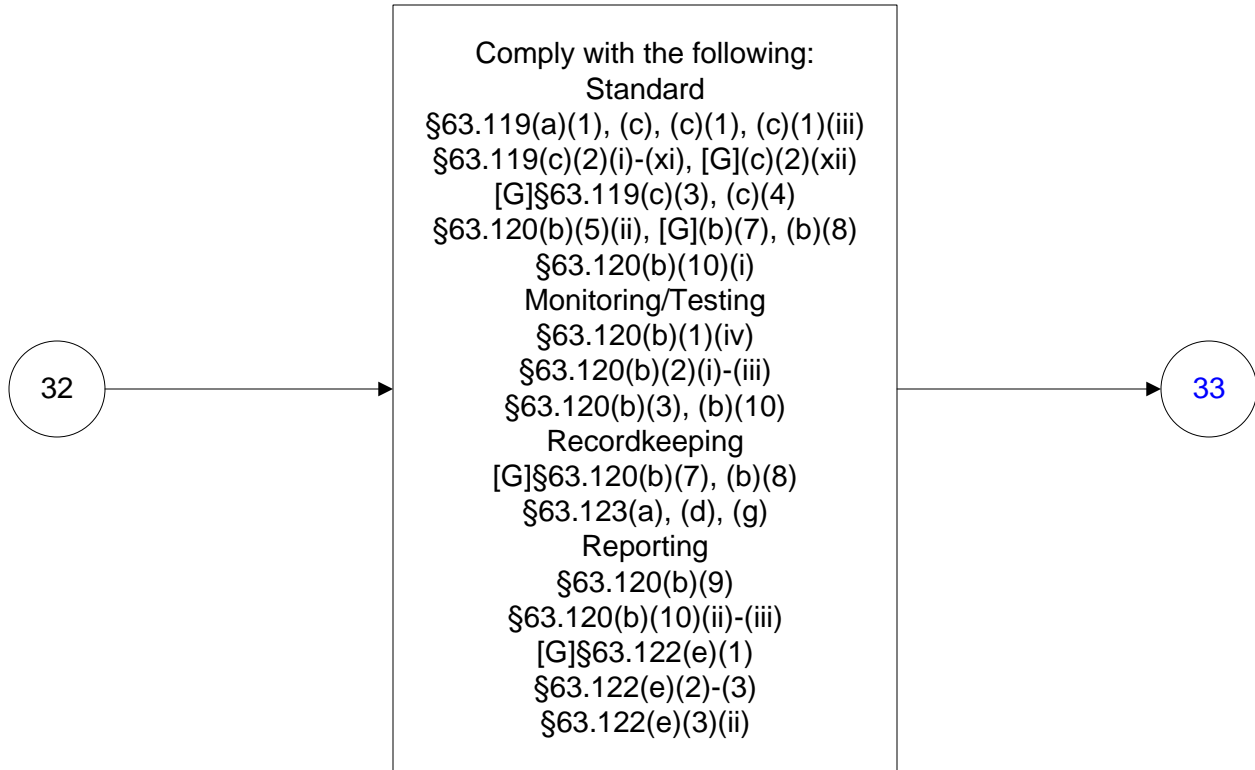 Comply with the following:
Standard
§63.119(a)(1), (c), (c)(1), (c)(1)(iii)
§63.119(c)(2)(i)-(xi), [G](c)(2)(xii)
[G]§63.119(c)(3), (c)(4)
§63.120(b)(5)(ii), [G](b)(7), (b)(8)
§63.120(b)(10)(i)
Monitoring/Testing
§63.120(b)(1)(iv)
§63.120(b)(2)(i)-(iii)
§63.120(b)(3), (b)(10)
Recordkeeping
[G]§63.120(b)(7), (b)(8)
§63.123(a), (d), (g)
Reporting
§63.120(b)(9)
§63.120(b)(10)(ii)-(iii)
[G]§63.122(e)(1)
§63.122(e)(2)-(3)
§63.122(e)(3)(ii)
32
33